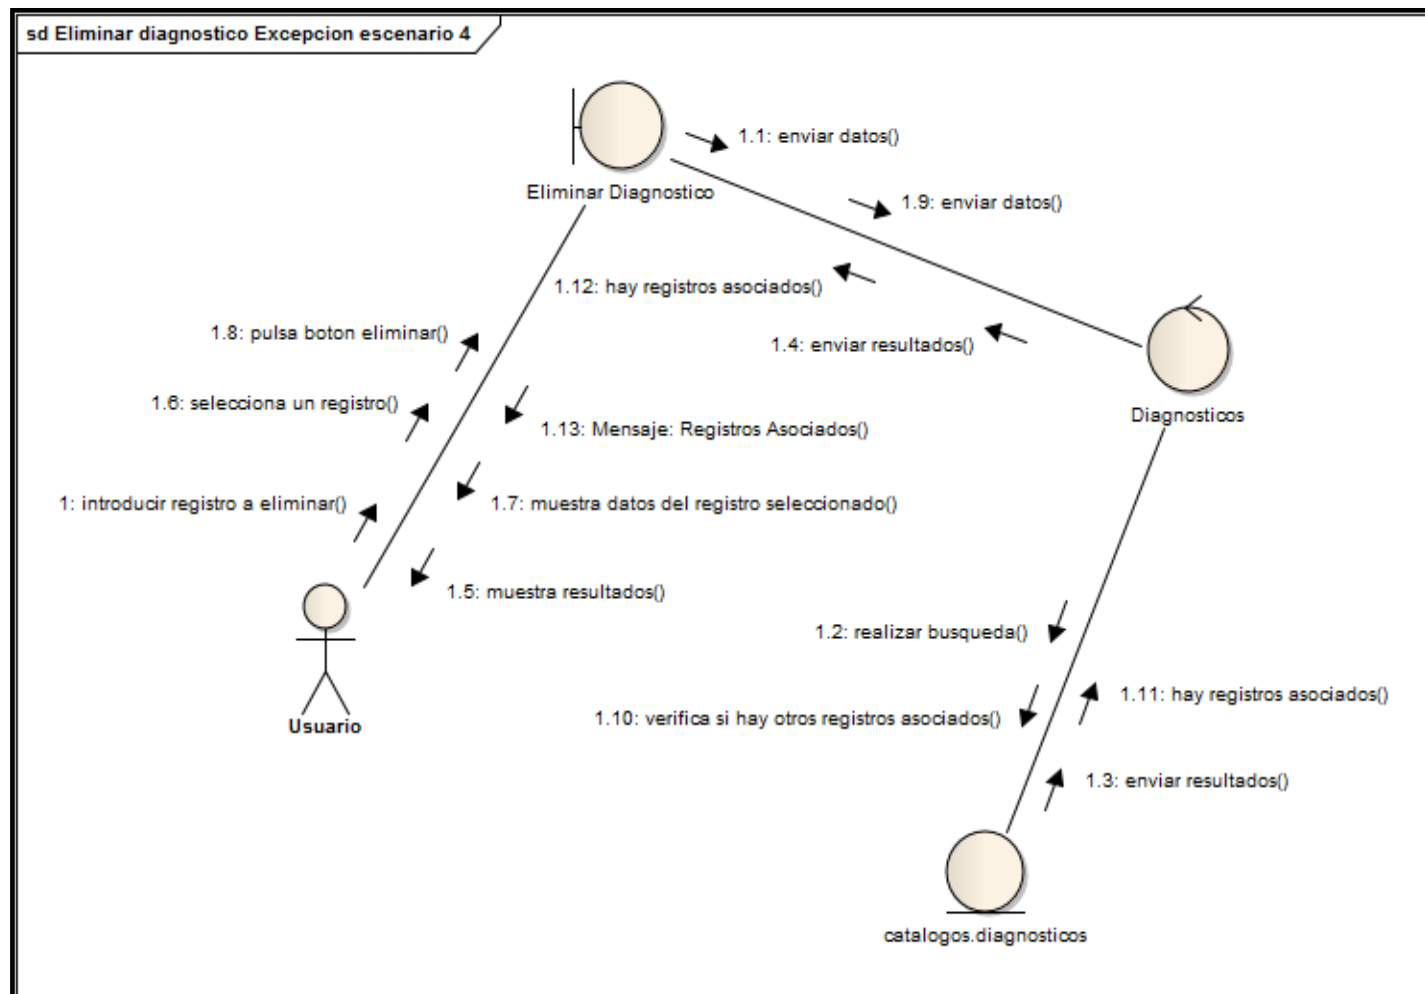 sd Eliminar diagnostico Excepcion escenario 4
1.1: enviar datos()
Eliminar Diagnostico
1.9: enviar datos()
1.12: hay registros asociados()
1.8: pulsa boton eliminar()
1.4: enviar resultados()
1.6: selecciona un registro()
Diagnosticos
1.13: Mensaje: Registros Asociados()
1: introducir registro a eliminar()
1.7: muestra datos del registro seleccionado()
1.5: muestra resultados()
1.2: realizar busqueda()
1.11: hay registros asociados()
1.10: verifica si hay otros registros asociados()
Usuario
1.3: enviar resultados()
catalogos.diagnosticos